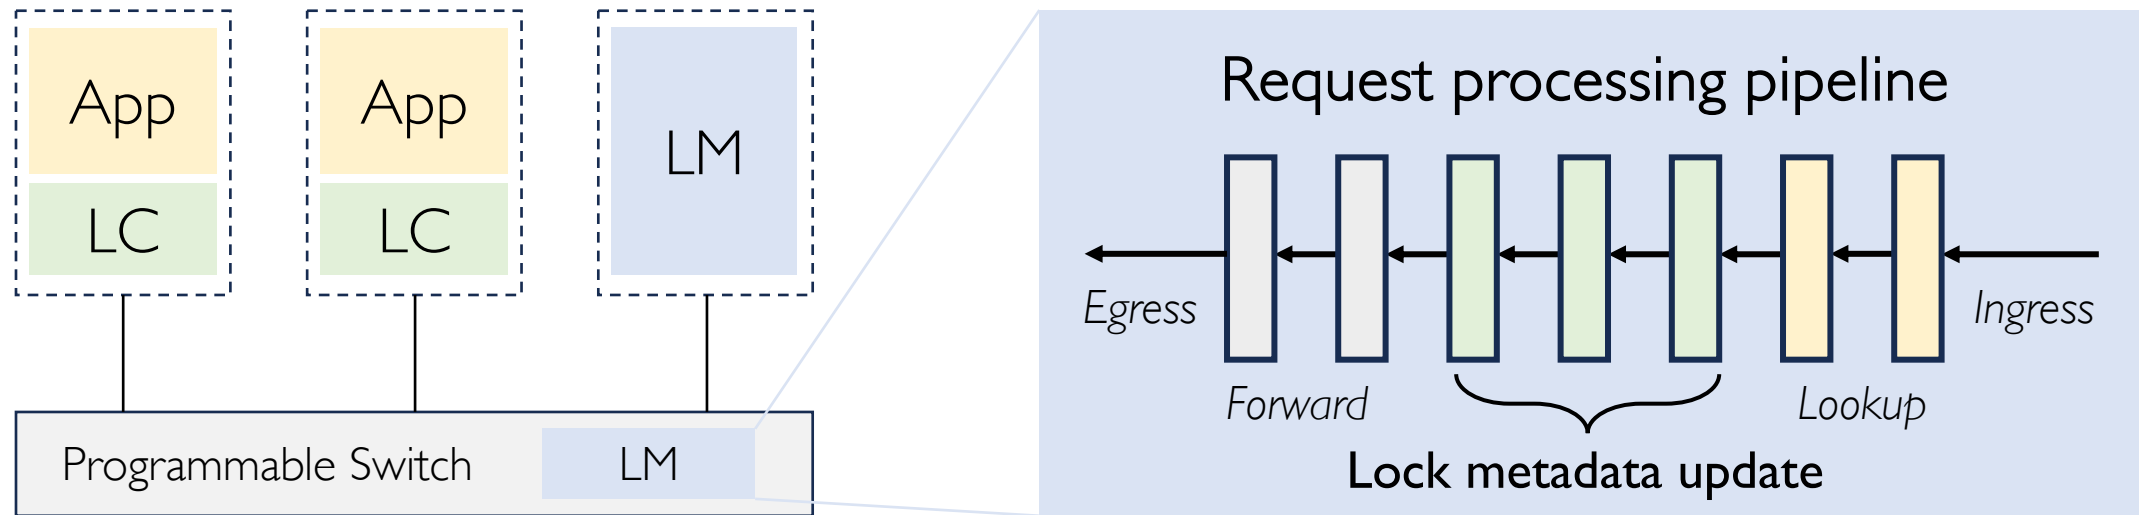 App
LC
App
LC
LM
Programmable Switch
LM
Request processing pipeline
Egress
Ingress
Forward
Lookup
Lock metadata update